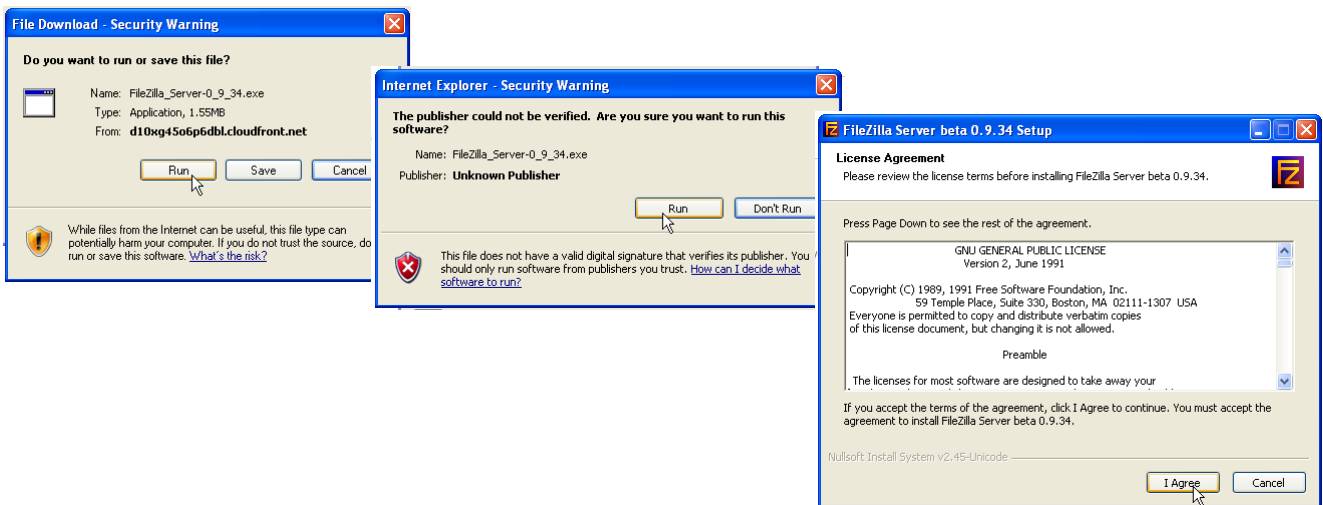 File Download - Security Warning
Do you want to run or save this file?
Name: FileZilla_Server-0_9_34.exe
Type: Application, 1.55MB
From: d10xg45o6p6dbl.cloudfront.net
Run
Save
Cancel
While files from the Internet can be useful, this file type can
potentially harm your computer. If you do not trust the source, do
run or save this software. What's the risk?
Internet Explorer - Security Warning
The publisher could not be verified. Are you sure you want to run this
software?
Name: FileZilla_Server-0_9_34.exe
Publisher: Unknown Publisher
Run
Don't Run
This file does not have a valid digital signature that verifies its publisher. You
should only run software from publishers you trust. How can I decide what
software to run?
FileZilla Server beta 0.9.34 Setup
License Agreement
Please review the license terms before installing FileZilla Server beta 0.9.34.
Fz
Press Page Down to see the rest of the agreement.
GNU GENERAL PUBLIC LICENSE
Version 2, June 1991
Copyright (C) 1989, 1991 Free Software Foundation, Inc.
59 Temple Place, Suite 330, Boston, MA 02111-1307 USA
Everyone is permitted to copy and distribute verbatim copies
of this license document, but changing it is not allowed.
Preamble
The licenses for most software are designed to take away your
If you accept the terms of the agreement, click I Agree to continue. You must accept the
agreement to install FileZilla Server beta 0.9.34.
Nullsoft Install System v2.45-Unicode
I Agree
Cancel